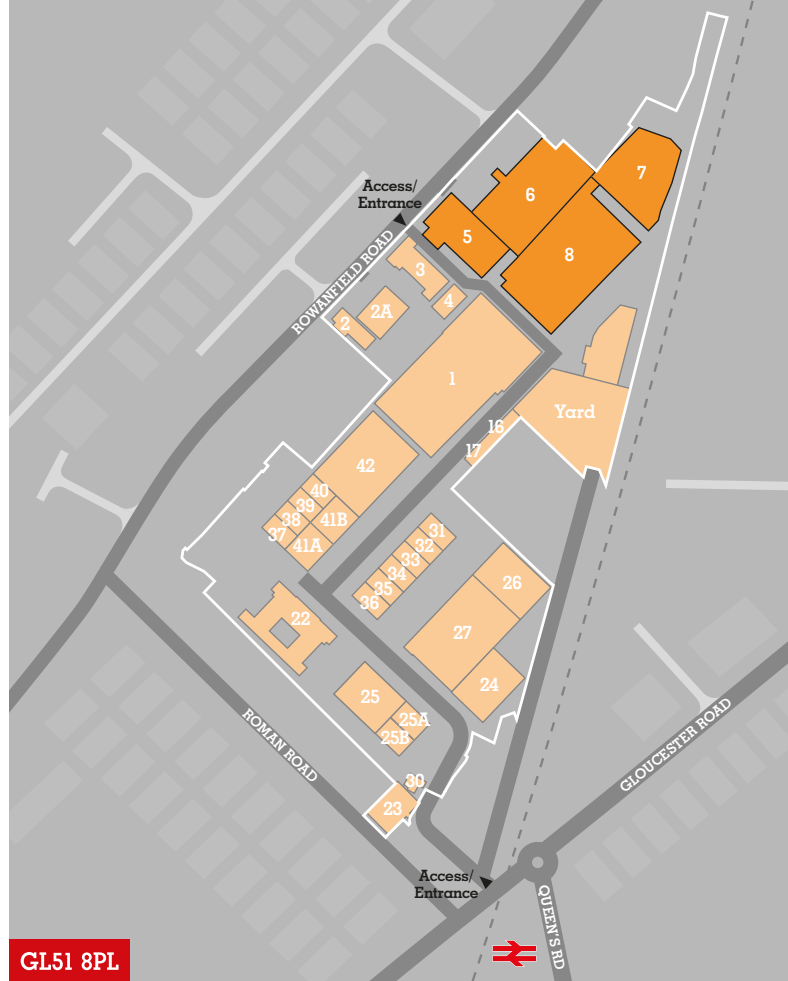 7
6
Access/
Entrance
5
8
3
ROWANFIELD ROAD
4
2A
2
1
Yard
16
17
42
40
39
38
37
41B
41A
31
32
33
34
35
36
26
27
22
24
25
25A
25B
ROMAN ROAD
GLOUCESTER ROAD
30
23
Access/
Entrance
QUEEN'S RD
GL51 8PL